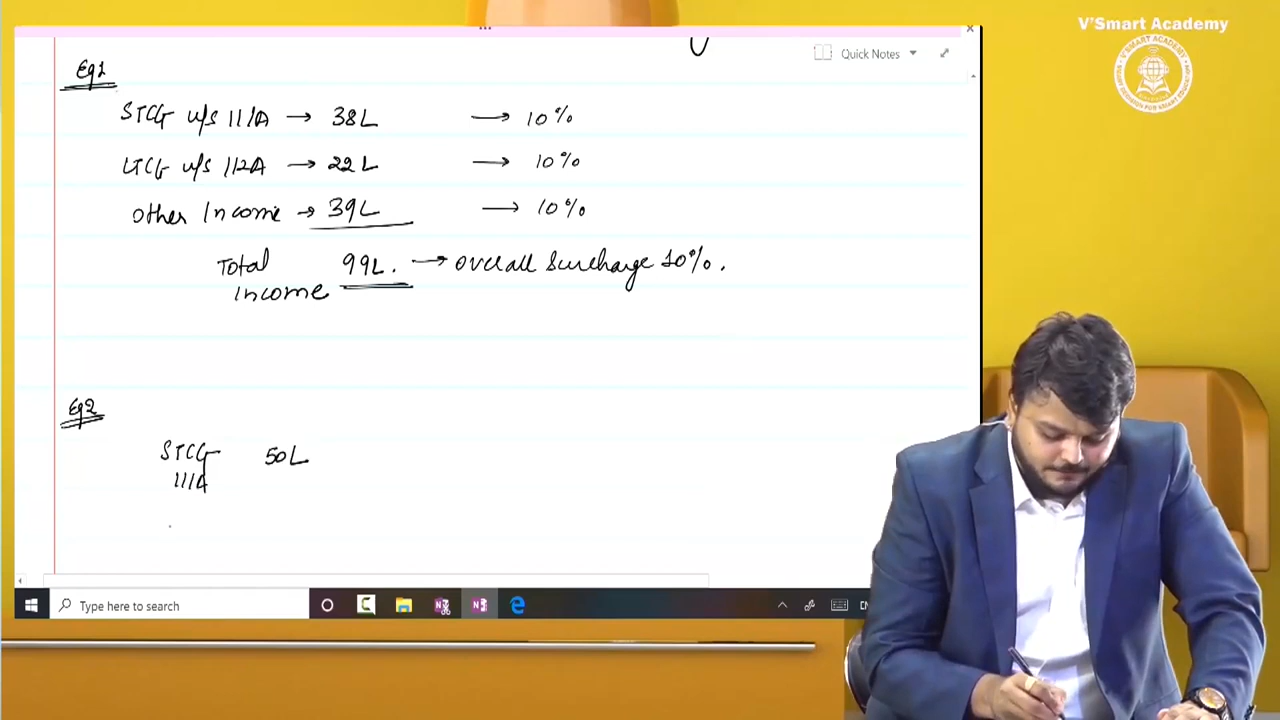 V'Smart Academy
Quick Notes
Eg1
STCG u/s 111A → 38L → 10%
LTCG u/s 112A → 22L → 10%
Other Income → 39L → 10%
Total Income 99L. → Overall Surcharge 10%.
Eg2
STCG 50L
111A
Type here to search